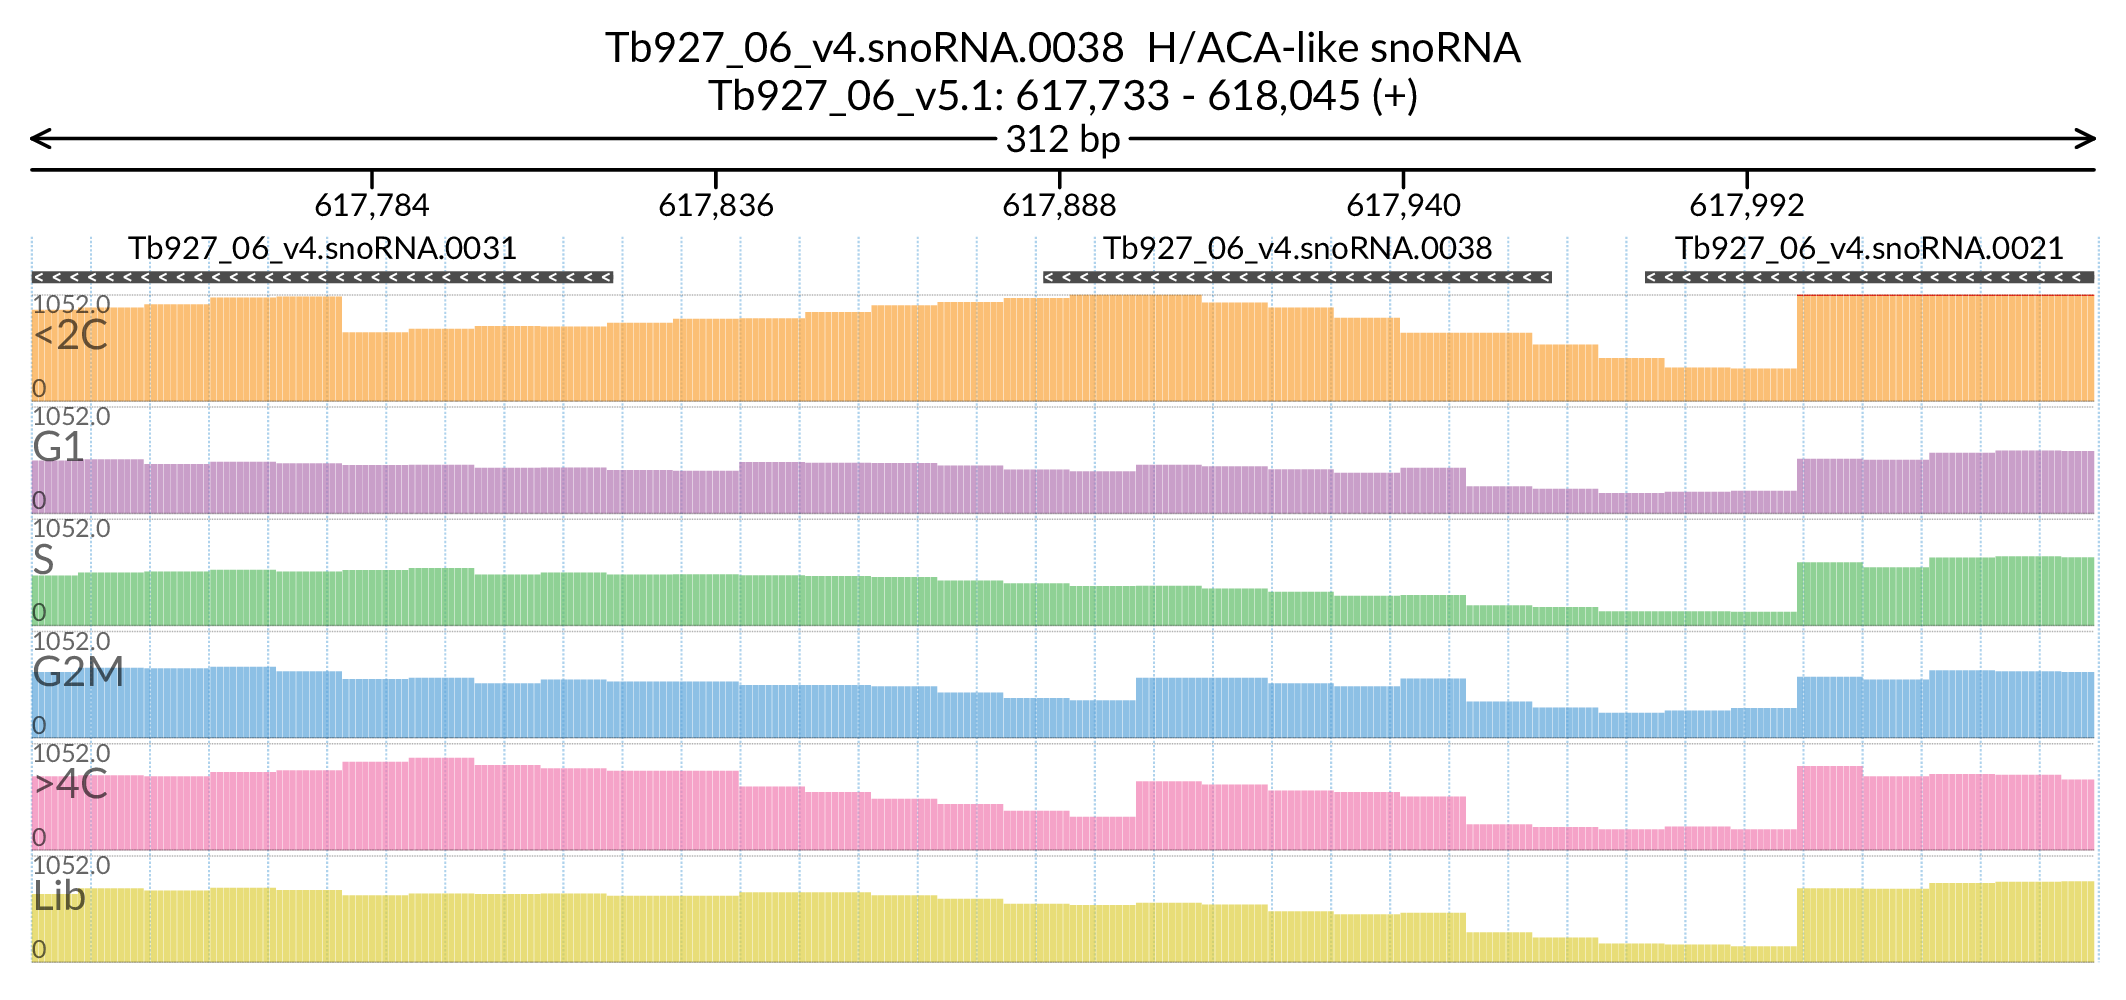 Tb927_06_v4.snoRNA.0038  H/ACA-like snoRNA
Tb927_06_v5.1: 617,733 - 618,045 (+)
312 bp
617,784 617,836 617,888 617,940 617,992
Tb927_06_v4.snoRNA.0031 Tb927_06_v4.snoRNA.0038 Tb927_06_v4.snoRNA.0021
1052.0
<2C
0
1052.0
G1
0
1052.0
S
0
1052.0
G2M
0
1052.0
>4C
0
1052.0
Lib
0